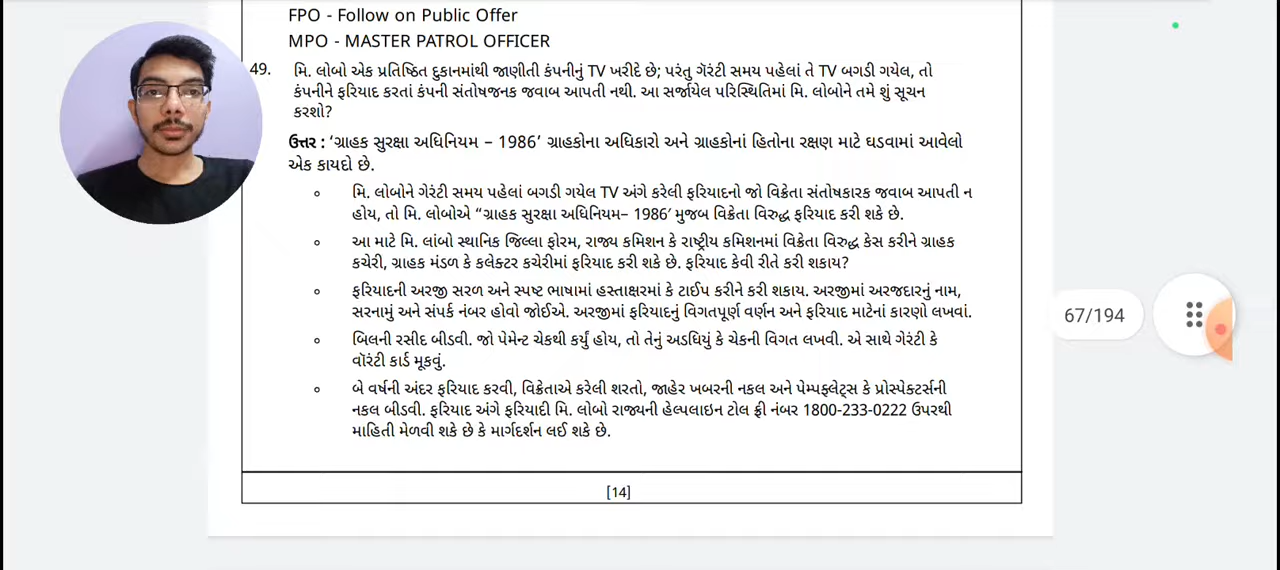 FPO - Follow on Public Offer
MPO - MASTER PATROL OFFICER
49. મિ. લોબો એક પ્રતિષ્ઠિત દુકાનમાંથી જાણીતી કંપનીનું TV ખરીદે છે; પરંતુ ગૅરંટી સમય પહેલાં તે TV બગડી ગયેલ, તો
કંપનીને ફરિયાદ કરતાં કંપની સંતોષજનક જવાબ આપતી નથી. આ સર્જાયેલ પરિસ્થિતિમાં મિ. લોબોને તમે શું સૂચન
કરશો?
ઉત્તર : ‘ગ્રાહક સુરક્ષા અધિનિયમ – 1986’ ગ્રાહકોના અધિકારો અને ગ્રાહકોનાં હિતોના રક્ષણ માટે ઘડવામાં આવેલો
એક કાયદો છે.
○ મિ. લોબોને ગેરંટી સમય પહેલાં બગડી ગયેલ TV અંગે કરેલી ફરિયાદનો જો વિક્રેતા સંતોષકારક જવાબ આપતી ન
હોય, તો મિ. લોબોએ “ગ્રાહક સુરક્ષા અધિનિયમ– 1986’ મુજબ વિક્રેતા વિરુદ્ધ ફરિયાદ કરી શકે છે.
○ આ માટે મિ. લાંબો સ્થાનિક જિલ્લા ફોરમ, રાજ્ય કમિશન કે રાષ્ટ્રીય કમિશનમાં વિક્રેતા વિરુદ્ધ કેસ કરીને ગ્રાહક
કચેરી, ગ્રાહક મંડળ કે કલેક્ટર કચેરીમાં ફરિયાદ કરી શકે છે. ફરિયાદ કેવી રીતે કરી શકાય?
○ ફરિયાદની અરજી સરળ અને સ્પષ્ટ ભાષામાં હસ્તાક્ષરમાં કે ટાઈપ કરીને કરી શકાય. અરજીમાં અરજદારનું નામ,
સરનામું અને સંપર્ક નંબર હોવો જોઈએ. અરજીમાં ફરિયાદનું વિગતપૂર્ણ વર્ણન અને ફરિયાદ માટેનાં કારણો લખવાં.
○ બિલની રસીદ બીડવી. જો પેમેન્ટ ચેકથી કર્યું હોય, તો તેનું અડધિયું કે ચેકની વિગત લખવી. એ સાથે ગેરંટી કે
વૉરંટી કાર્ડ મૂકવું.
○ બે વર્ષની અંદર ફરિયાદ કરવી, વિક્રેતાએ કરેલી શરતો, જાહેર ખબરની નકલ અને પેમ્પફ્લેટ્સ કે પ્રોસ્પેક્ટર્સની
નકલ બીડવી. ફરિયાદ અંગે ફરિયાદી મિ. લોબો રાજ્યની હેલ્પલાઇન ટોલ ફ્રી નંબર 1800-233-0222 ઉપરથી
માહિતી મેળવી શકે છે કે માર્ગદર્શન લઈ શકે છે.
67/194
[14]